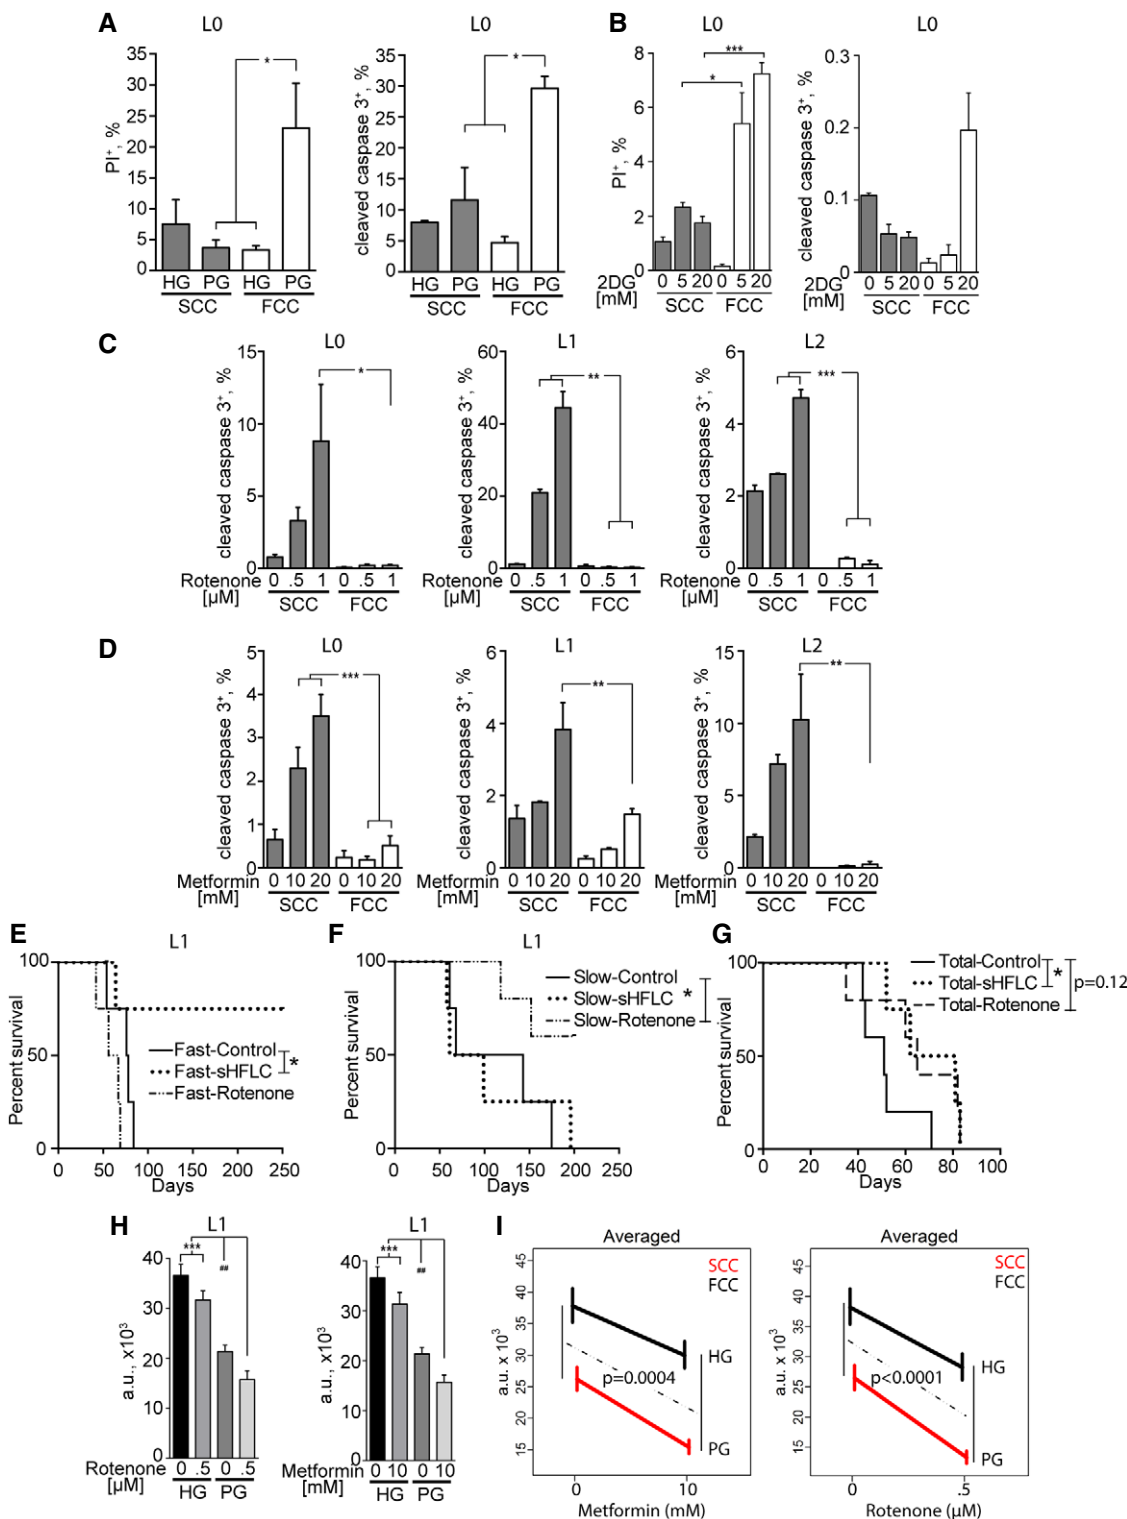 A
L0
35
30
25
20
15
10
5
0
PI⁺, %
*
HG PG HG PG
SCC FCC
L0
35
30
25
20
15
10
5
0
cleaved caspase 3⁺, %
*
HG PG HG PG
SCC FCC
B
L0
8
6
4
2
0
PI⁺, %
***
*
2DG 0 5 20 0 5 20
[mM] SCC FCC
L0
0.3
0.2
0.1
0
cleaved caspase 3⁺, %
2DG 0 5 20 0 5 20
[mM] SCC FCC
C
L0
15
10
5
0
cleaved caspase 3⁺, %
*
Rotenone 0 .5 1 0 .5 1
[µM] SCC FCC
L1
60
40
20
0
cleaved caspase 3⁺, %
**
Rotenone 0 .5 1 0 .5 1
[µM] SCC FCC
L2
6
4
2
0
cleaved caspase 3⁺, %
***
Rotenone 0 .5 1 0 .5 1
[µM] SCC FCC
D
L0
5
4
3
2
1
0
cleaved caspase 3⁺, %
***
Metformin 0 10 20 0 10 20
[mM] SCC FCC
L1
6
4
2
0
cleaved caspase 3⁺, %
**
Metformin 0 10 20 0 10 20
[mM] SCC FCC
L2
15
10
5
0
cleaved caspase 3⁺, %
**
Metformin 0 10 20 0 10 20
[mM] SCC FCC
E
L1
100
50
0
Percent survival
Fast-Control
Fast-sHFLC
Fast-Rotenone
*
0 50 100 150 200 250
Days
F
L1
100
50
0
Percent survival
Slow-Control
Slow-sHFLC
Slow-Rotenone
*
0 50 100 150 200 250
Days
G
100
50
0
Percent survival
Total-Control
Total-sHFLC
Total-Rotenone
*
p=0.12
0 20 40 60 80 100
Days
H
L1
40
30
20
10
0
a.u., x10³
***
##
Rotenone 0 .5 0 .5
[µM] HG PG
L1
40
30
20
10
0
a.u., x10³
***
##
Metformin 0 10 0 10
[mM] HG PG
I
Averaged
45
40
35
30
25
20
15
a.u. x 10³
SCC
FCC
HG
p=0.0004
PG
0 10
Metformin (mM)
Averaged
45
40
35
30
25
20
15
a.u. x 10³
SCC
FCC
HG
p<0.0001
PG
0 .5
Rotenone (µM)